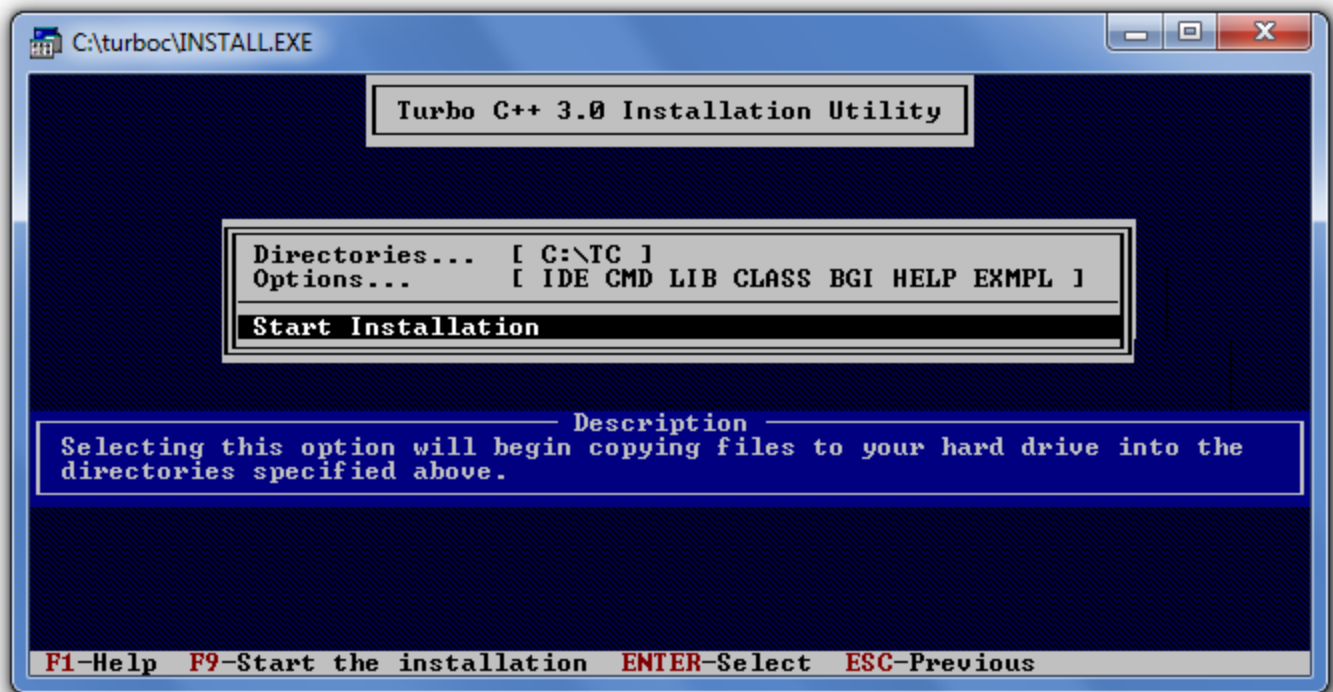 C:\turboc\INSTALL.EXE
Turbo C++ 3.0 Installation Utility
Directories... [ C:\TC ]
Options... [ IDE CMD LIB CLASS BGI HELP EXMPL ]
Start Installation
Description
Selecting this option will begin copying files to your hard drive into the
directories specified above.
F1-Help F9-Start the installation ENTER-Select ESC-Previous